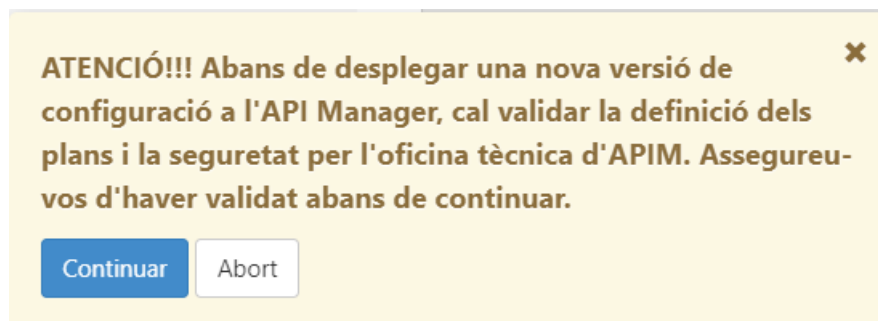 ATENCIÓ!!! Abans de desplegar una nova versió de
configuració a l'API Manager, cal validar la definició dels
plans i la seguretat per l'oficina tècnica d'APIM. Assegureu-
vos d'haver validat abans de continuar.
Continuar Abort